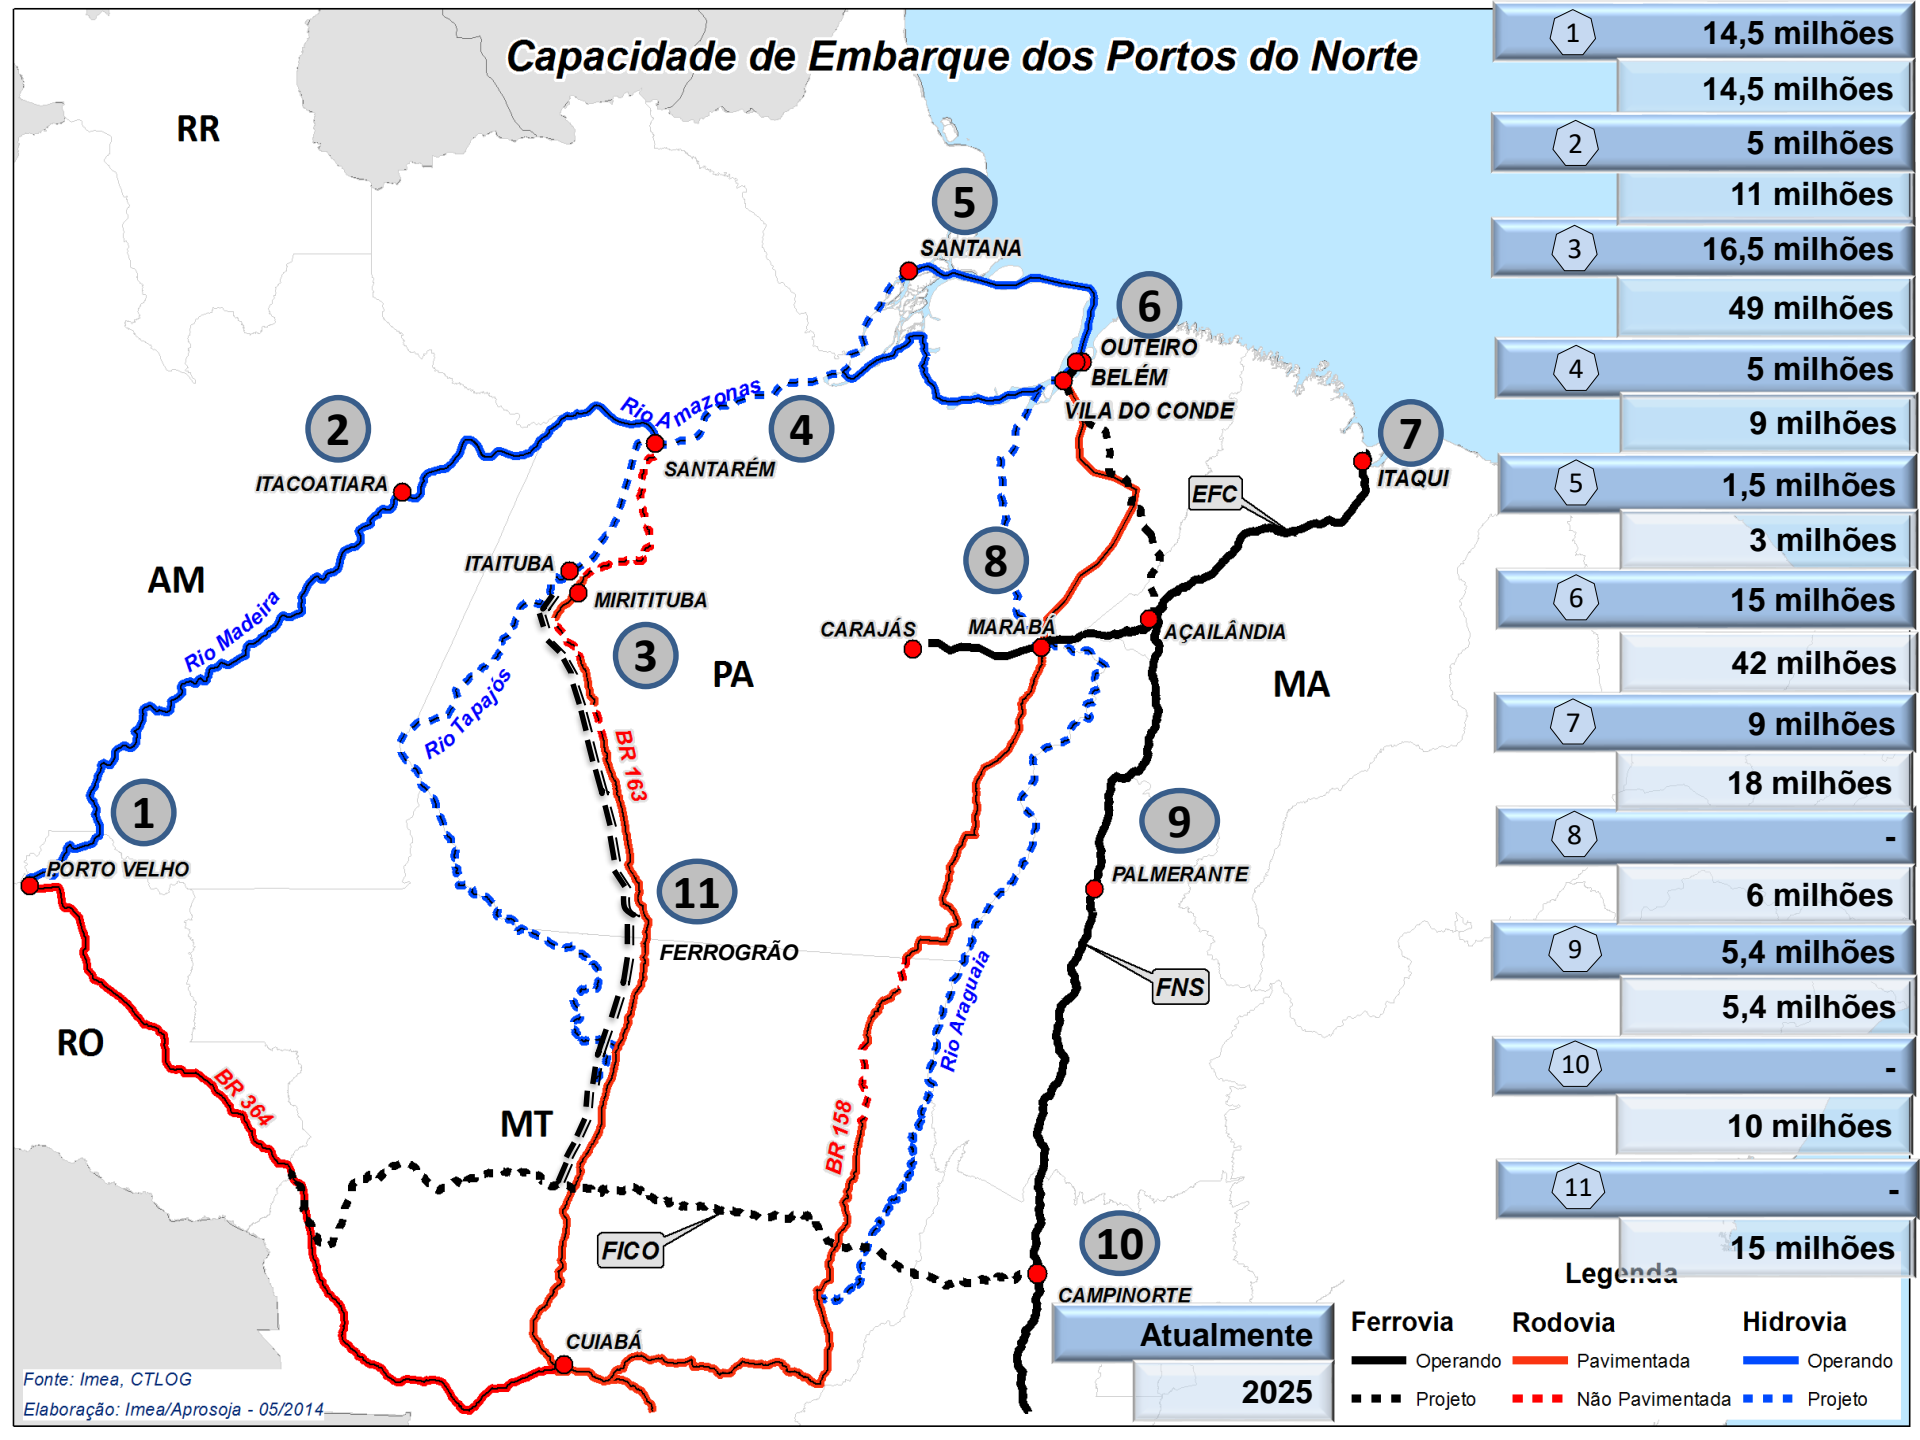 Capacidade de Embarque dos Portos do Norte
RR
AM
RO
MT
PA
MA
5
SANTANA
6
OUTEIRO
BELÉM
VILA DO CONDE
7
ITAQUI
2
ITACOATIARA
Rio Amazonas
4
SANTARÉM
EFC
8
ITAITUBA
MIRITITUBA
3
CARAJÁS
MARABÁ
AÇAILÂNDIA
Rio Madeira
Rio Tapajós
BR 163
1
PORTO VELHO
9
PALMERANTE
11
FERROGRÃO
FNS
Rio Araguaia
BR 364
BR 158
FICO
10
CAMPINORTE
CUIABÁ
1 14,5 milhões
14,5 milhões
2 5 milhões
11 milhões
3 16,5 milhões
49 milhões
4 5 milhões
9 milhões
5 1,5 milhões
3 milhões
6 15 milhões
42 milhões
7 9 milhões
18 milhões
8 -
6 milhões
9 5,4 milhões
5,4 milhões
10 -
10 milhões
11 -
15 milhões
Atualmente
2025
Legenda
Ferrovia Rodovia Hidrovia
Operando Pavimentada Operando
Projeto Não Pavimentada Projeto
Fonte: Imea, CTLOG
Elaboração: Imea/Aprosoja - 05/2014